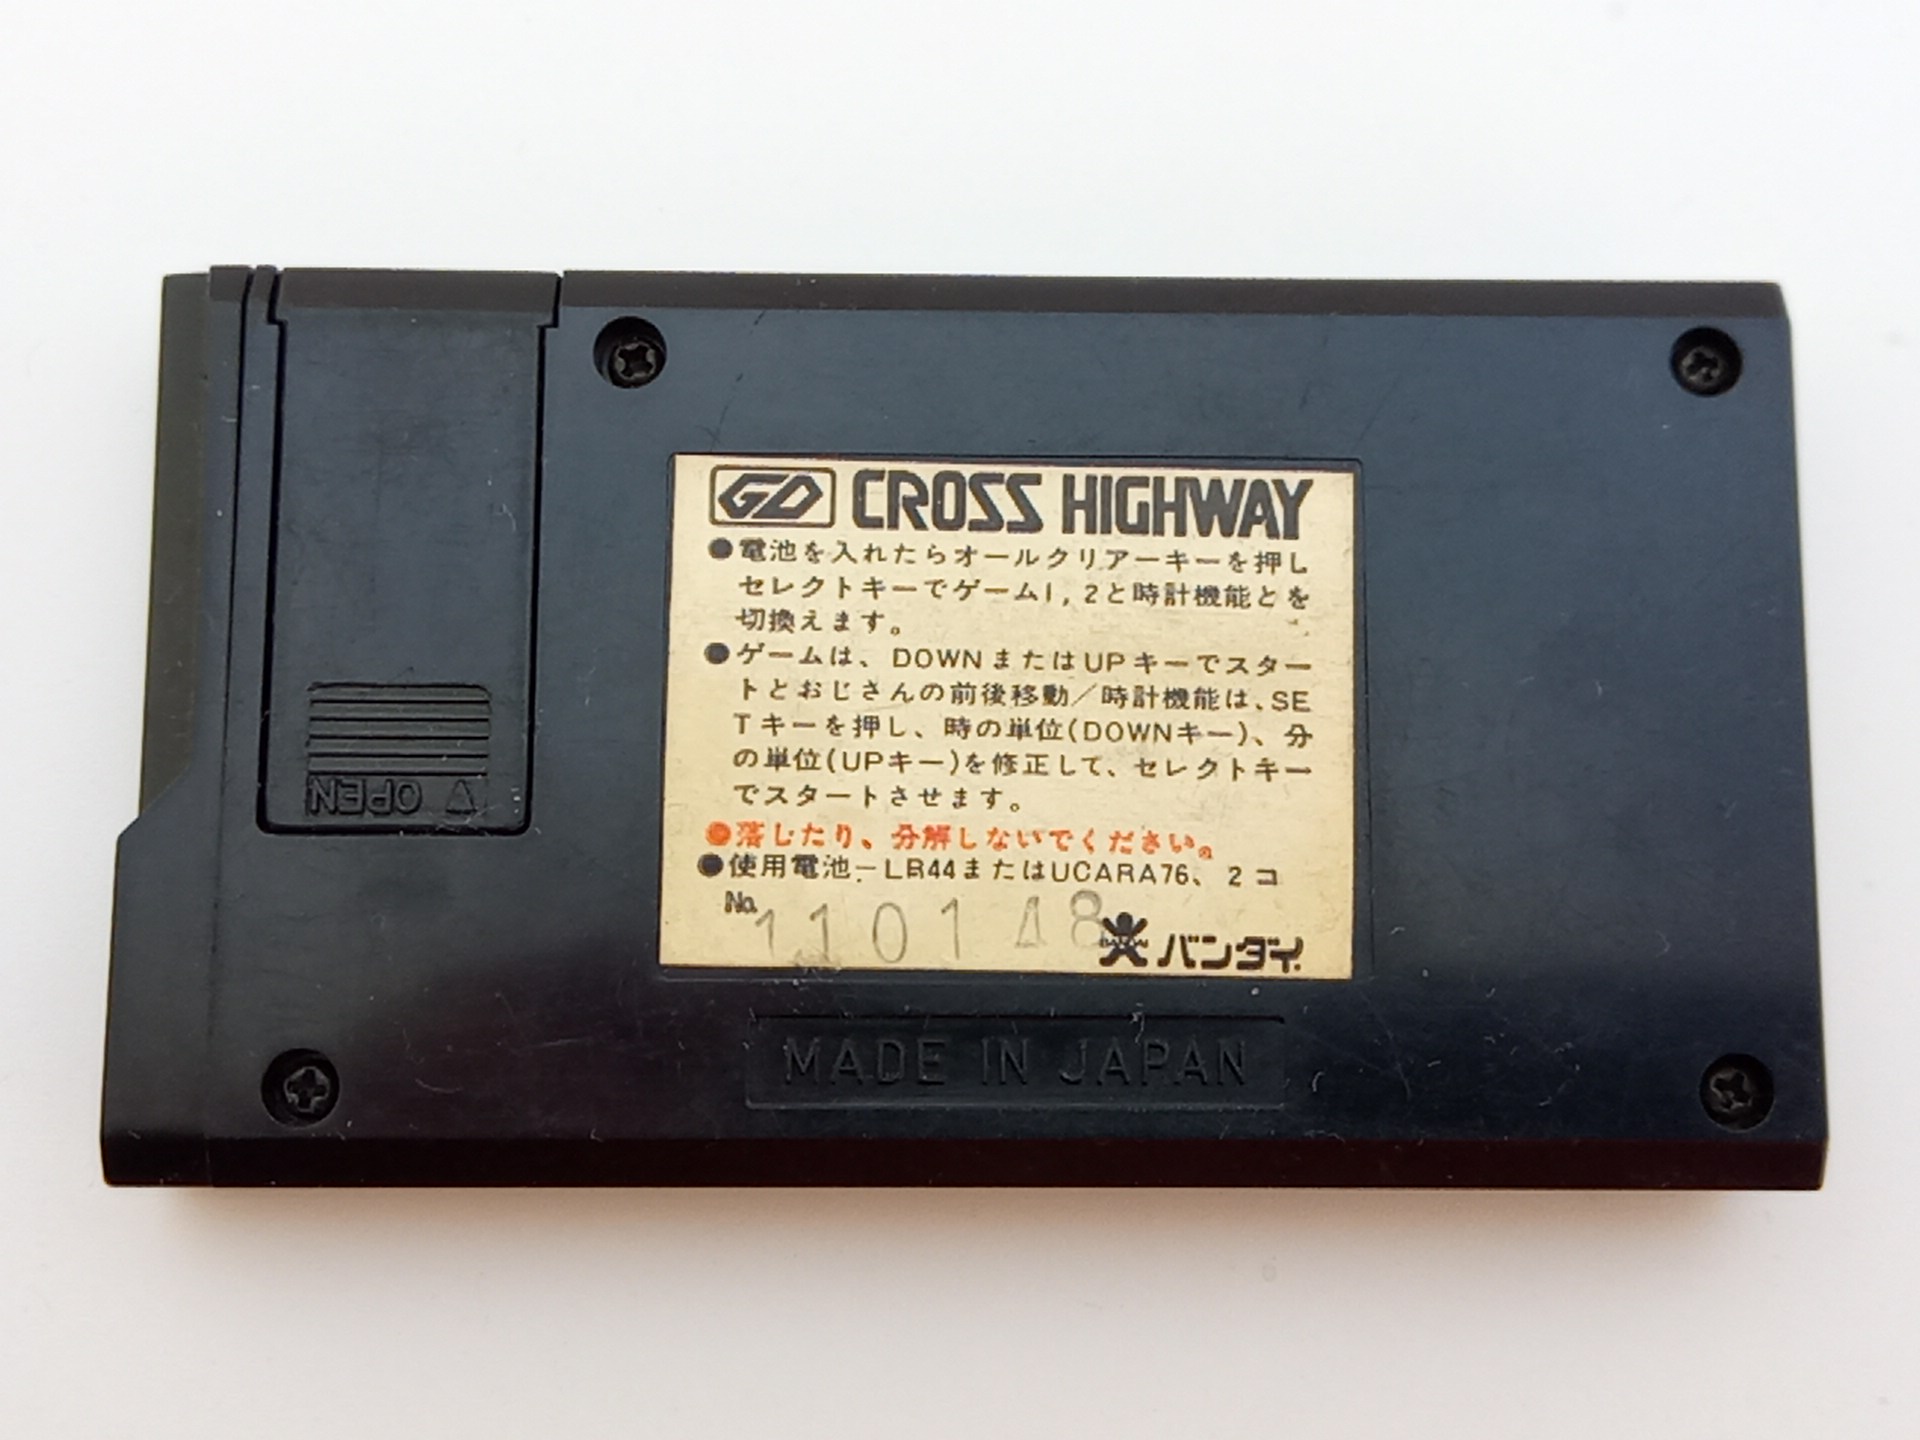 GD CROSS HIGHWAY
●電池を入れたらオールクリアーキーを押し
セレクトキーでゲーム1, 2と時計機能とを
切換えます。
●ゲームは、DOWNまたはUPキーでスター
トとおじさんの前後移動／時計機能は、SE
Tキーを押し、時の単位(DOWNキー)、分
の単位(UPキー)を修正して、セレクトキー
でスタートさせます。
●落したり、分解しないでください。
●使用電池−LR44またはUCARA76、2コ
No. 110148
BANDAI バンダイ
MADE IN JAPAN
▽ OPEN